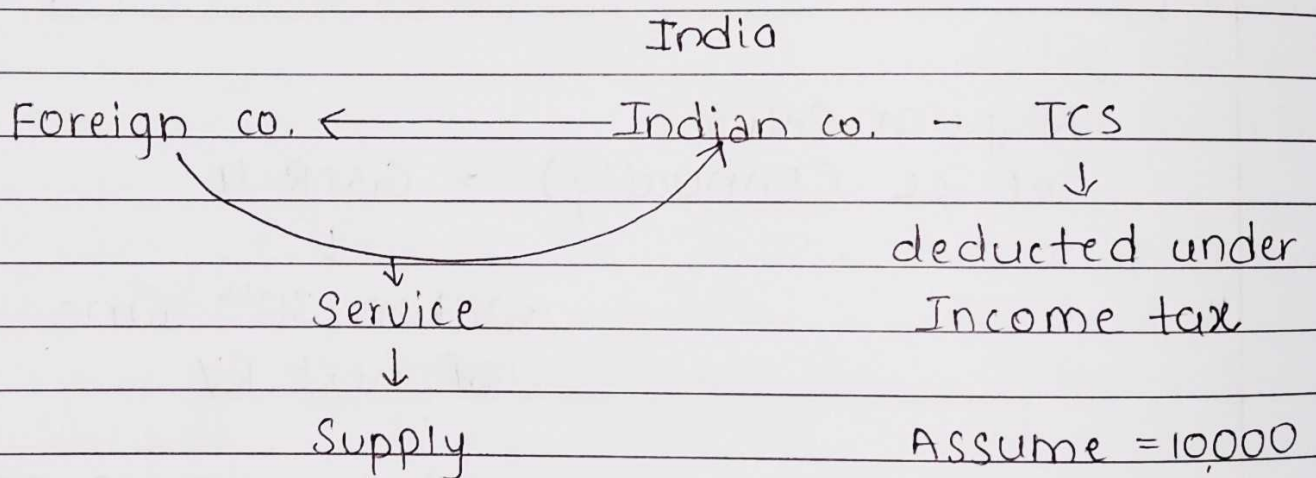 India
Foreign co. ← Indian co. - TCS
↓
deducted under
Service Income tax
↓
Supply Assume = 10,000